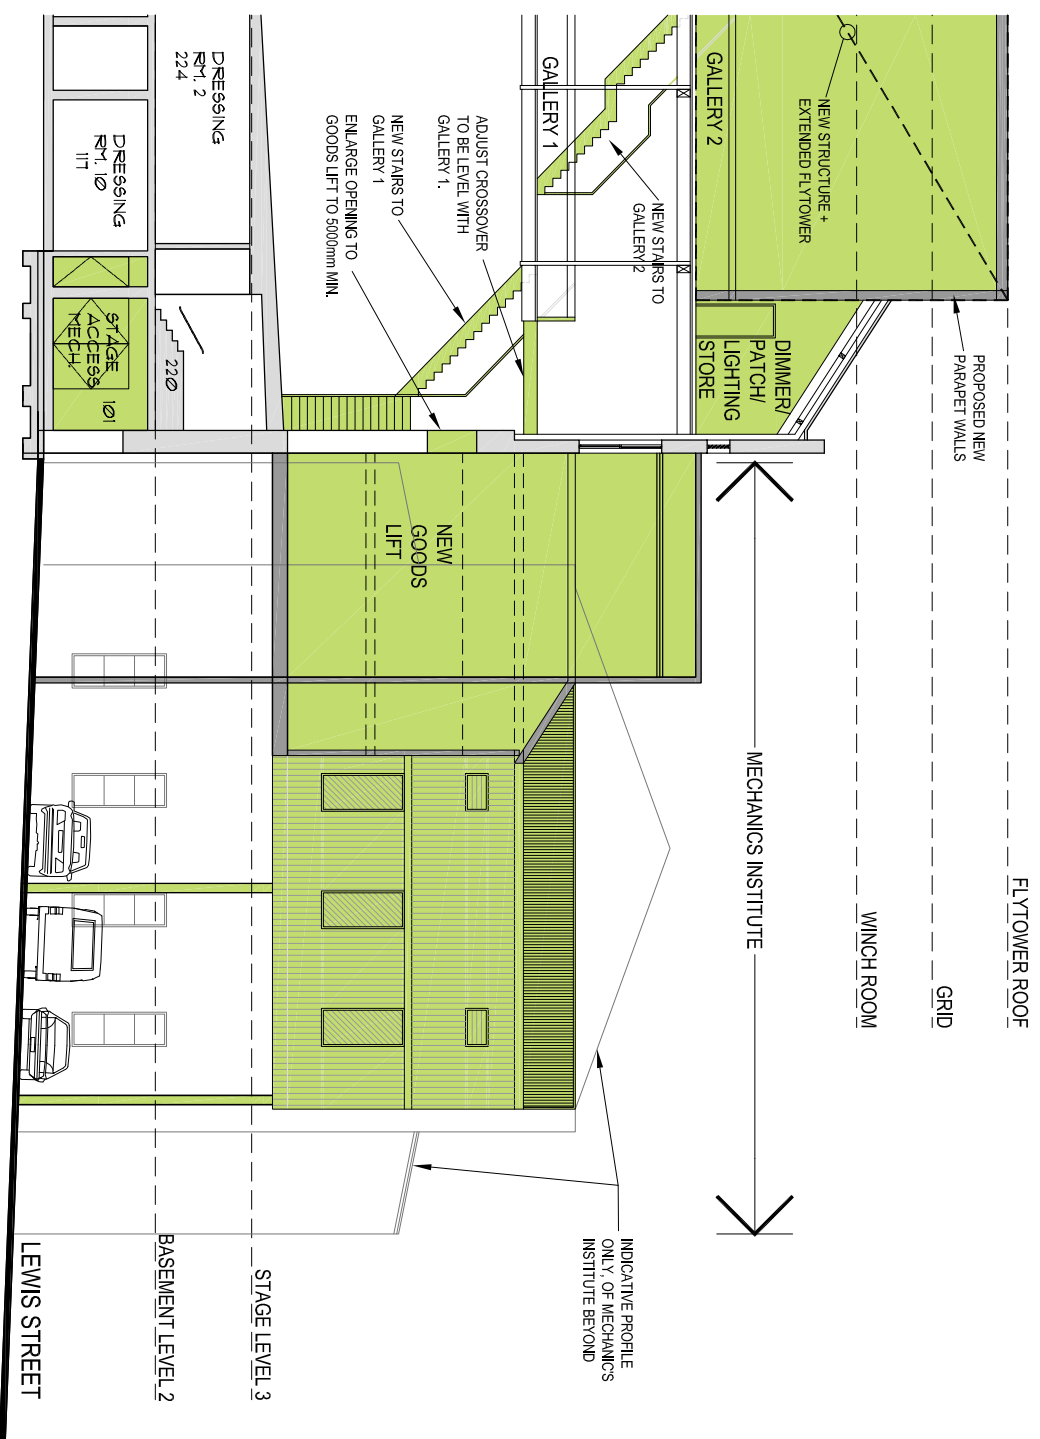 FLYTOWER ROOF
GRID
WINCH ROOM
PROPOSED NEW
PARAPET WALLS
NEW STRUCTURE +
EXTENDED FLYTOWER
GALLERY 2
DIMMER/
PATCH/
LIGHTING
STORE
MECHANICS INSTITUTE
NEW STAIRS TO
GALLERY 2
GALLERY 1
INDICATIVE PROFILE
ONLY, OF MECHANIC'S
INSTITUTE BEYOND
ADJUST CROSSOVER
TO BE LEVEL WITH
GALLERY 1.
NEW STAIRS TO
GALLERY 1
ENLARGE OPENING TO
GOODS LIFT TO 5000mm MIN.
NEW
GOODS
LIFT
STAGE LEVEL 3
DRESSING
RM. 2
224
220
BASEMENT LEVEL 2
DRESSING
RM. 10
117
STAGE
ACCESS 101
MECH.
LEWIS STREET